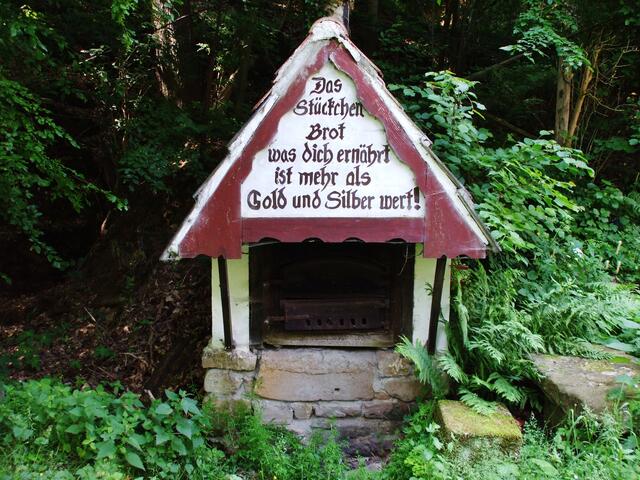 Das
Stückchen
Brot
was dich ernährt
ist mehr als
Gold und Silber wert!